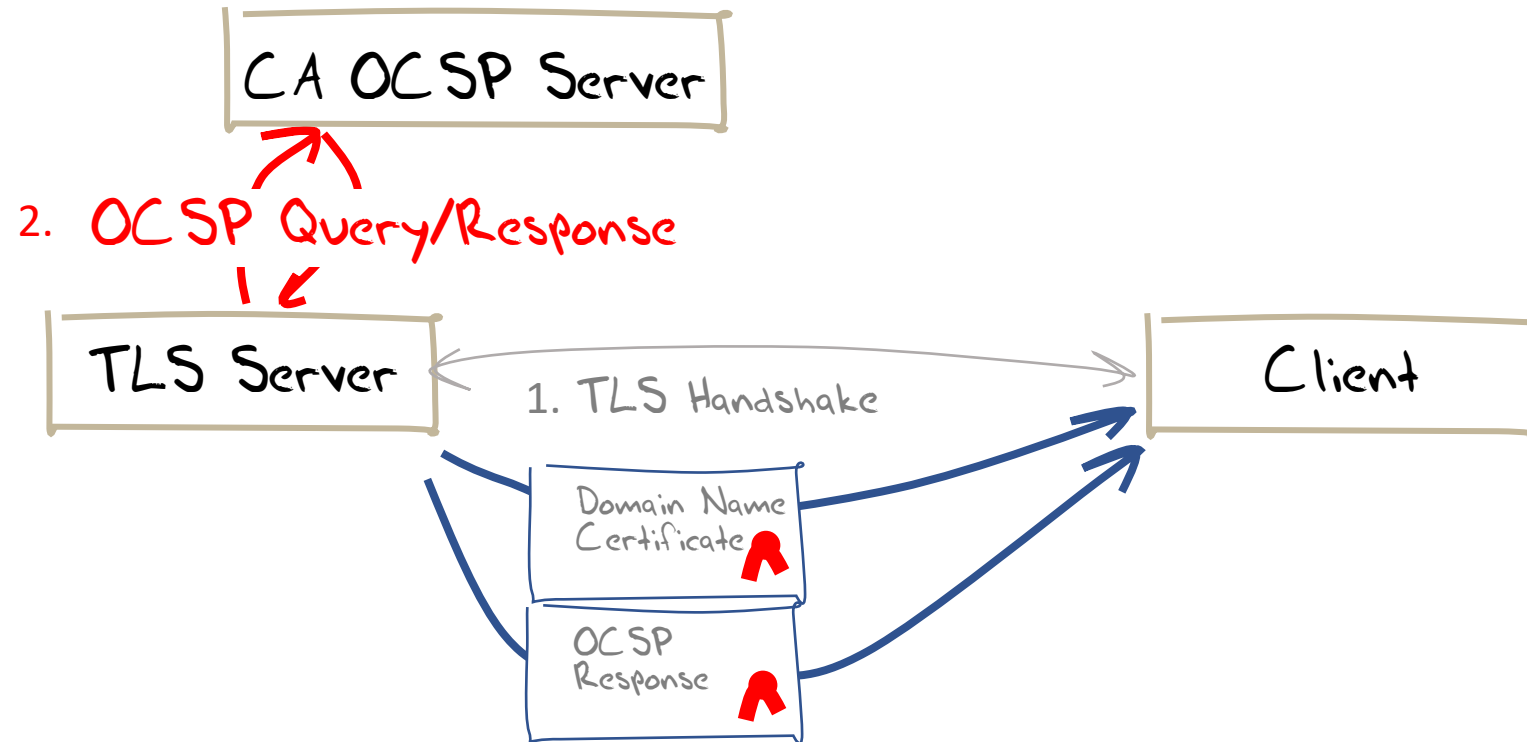 CA OCSP Server
2. OCSP Query/Response
TLS Server
1. TLS Handshake
Client
Domain Name
Certificate
OCSP
Response